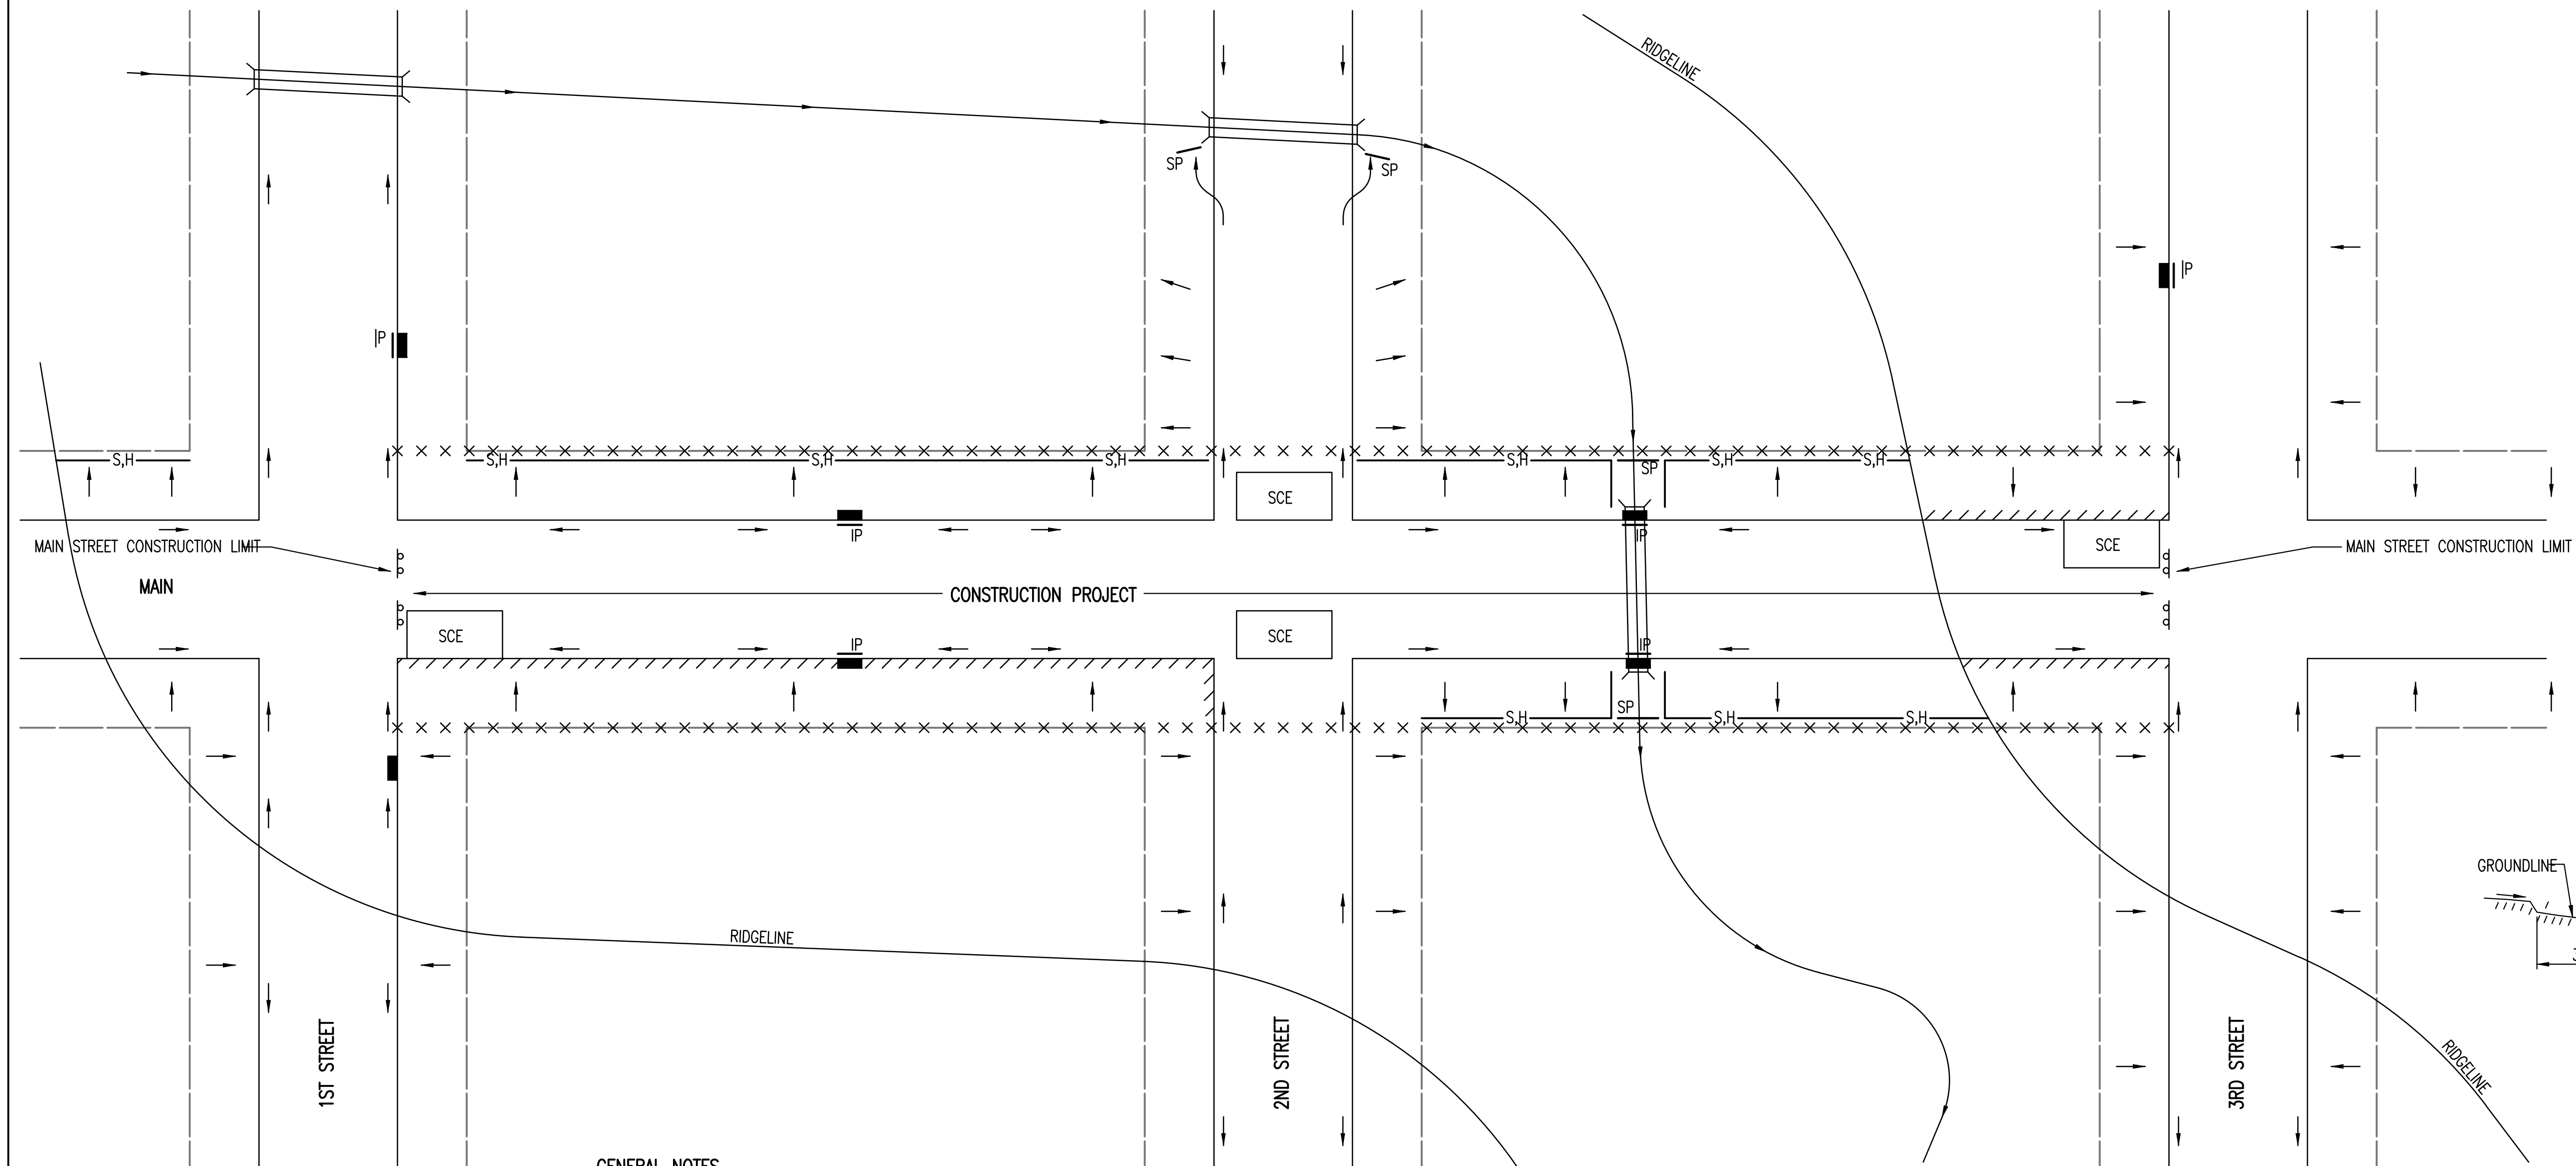 RIDGELINE
SP
SP
IP
IP
S,H
S,H
S,H
S,H
S,H
SP
S,H
S,H
SCE
IP
IP
SCE
MAIN STREET CONSTRUCTION LIMIT
MAIN STREET CONSTRUCTION LIMIT
MAIN
CONSTRUCTION PROJECT
SCE
SCE
IP
IP
SP
S,H
S,H
S,H
GROUNDLINE
RIDGELINE
1ST STREET
2ND STREET
3RD STREET
RIDGELINE
GENERAL NOTES